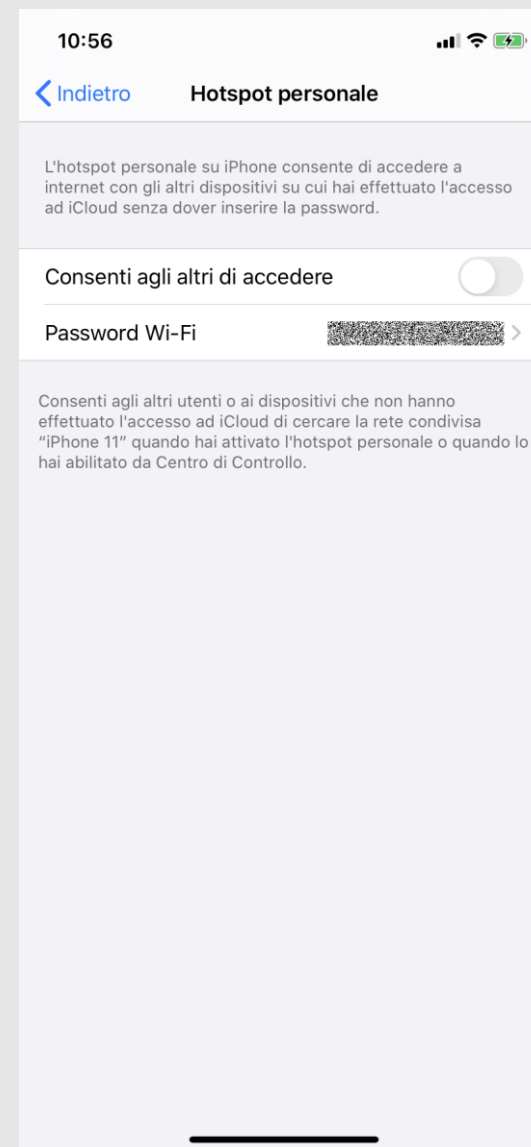 10:56
Indietro Hotspot personale
L'hotspot personale su iPhone consente di accedere a
internet con gli altri dispositivi su cui hai effettuato l'accesso
ad iCloud senza dover inserire la password.
Consenti agli altri di accedere
Password Wi-Fi
Consenti agli altri utenti o ai dispositivi che non hanno
effettuato l'accesso ad iCloud di cercare la rete condivisa
“iPhone 11” quando hai attivato l'hotspot personale o quando lo
hai abilitato da Centro di Controllo.